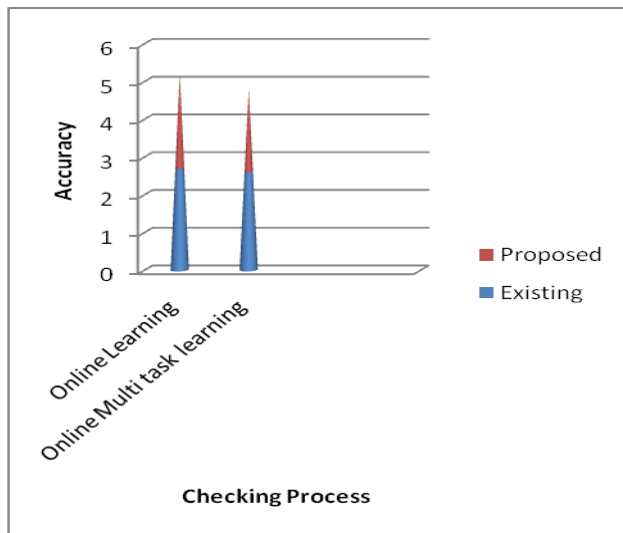 6
5
4
3
2
1
0
Accuracy
Online Learning
Online Multi task learning
Proposed
Existing
Checking Process